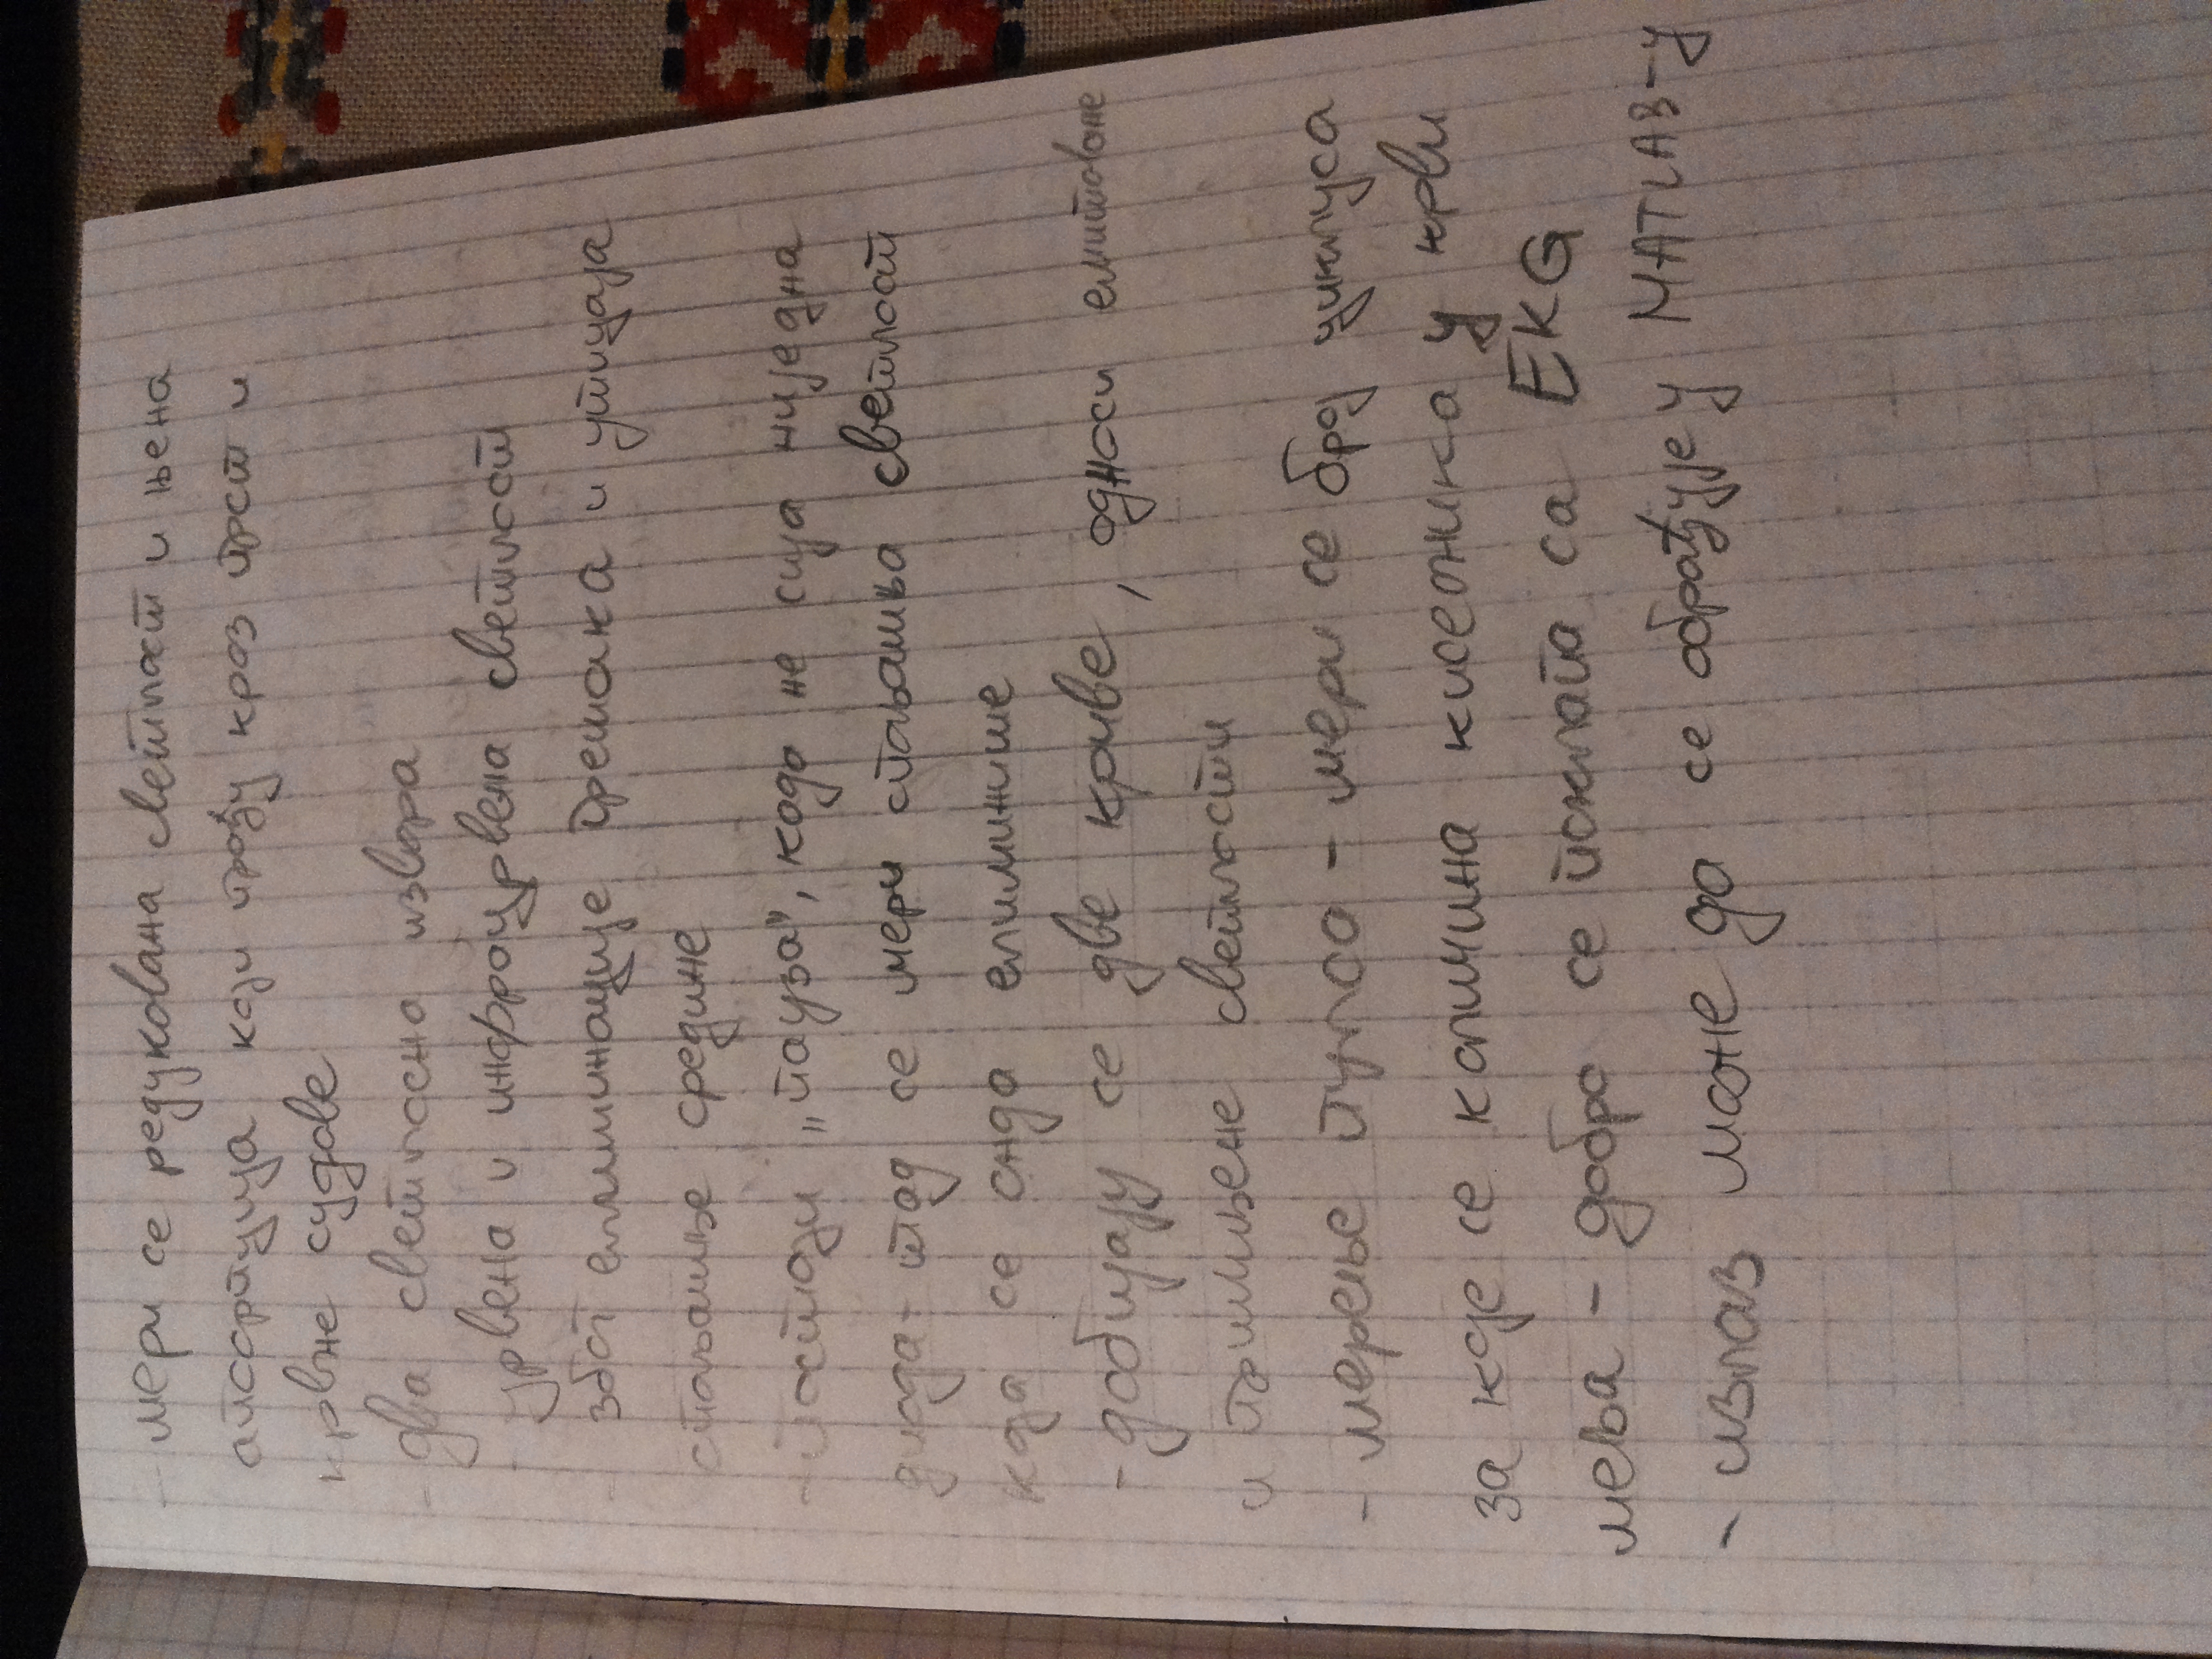 - мери се редукована светлост и њена
апсорпција који прођу кроз прст и
крвне судове
- два светлосна извора
- црвена и инфрацрвена светлост
- због елиминације грешака и утицаја
спољашње средине
- постоји „пауза", када не сија ниједна
диода - тад се мери спољашња светлост
која се онда елиминише
- добијају се две криве, односи емитоване
и примљене светлости
- мерење пулса - мери се број циклуса
за које се количина кисеоника у крви
мења - добро се поклапа са EKG
- излаз може да се обрађује у MATLAB-у